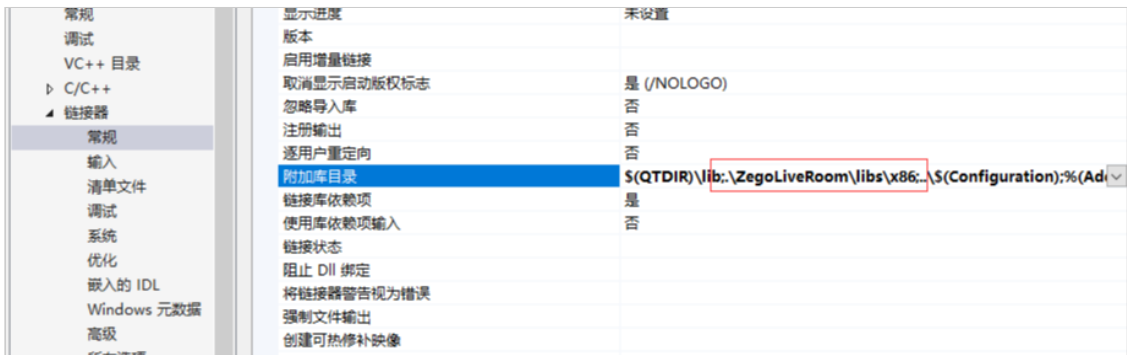 常规
调试
VC++ 目录
C/C++
链接器
常规
输入
清单文件
调试
系统
优化
嵌入的 IDL
Windows 元数据
高级
所有选项
显示进度 未设置
版本
启用增量链接
取消显示启动版权标志 是 (/NOLOGO)
忽略导入库 否
注册输出 否
逐用户重定向 否
附加库目录 $(QTDIR)\lib;.\ZegoLiveRoom\libs\x86;..\$(Configuration);%(Ad
链接库依赖项 是
使用库依赖项输入 否
链接状态
阻止 Dll 绑定
将链接器警告视为错误
强制文件输出
创建可热修补映像